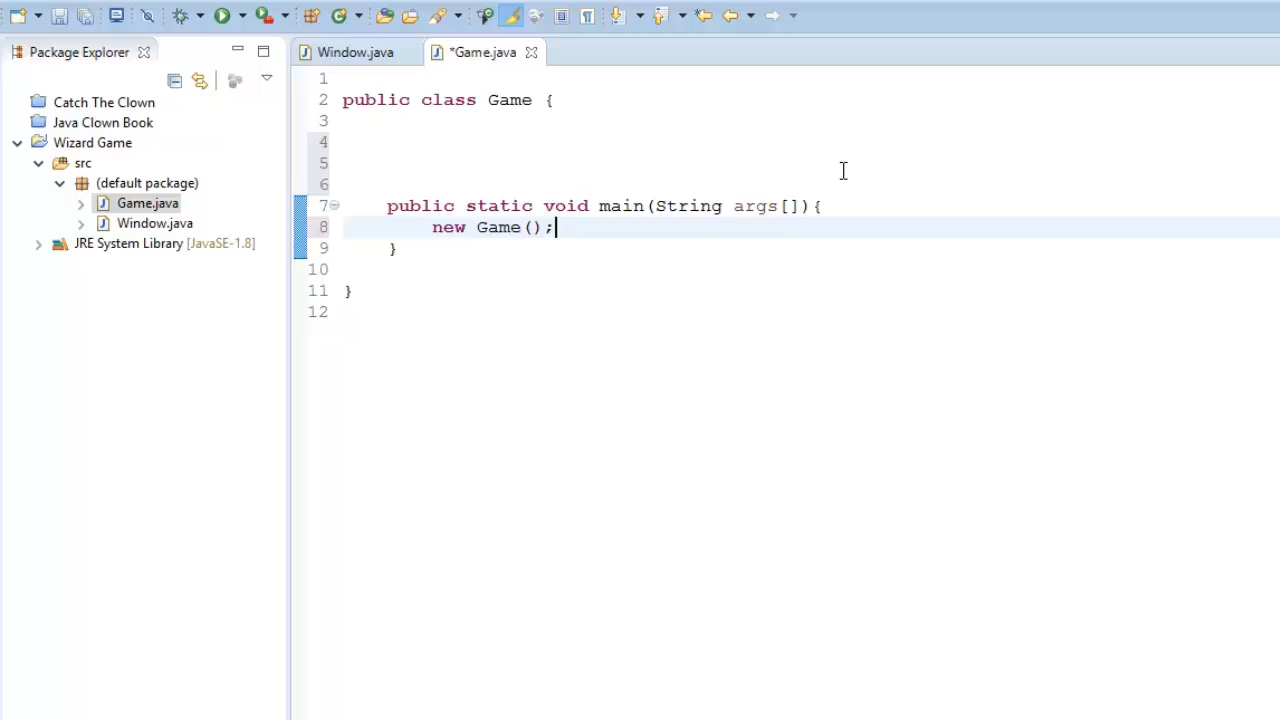 Package Explorer
Catch The Clown
Java Clown Book
Wizard Game
src
(default package)
Game.java
Window.java
JRE System Library [JavaSE-1.8]
Window.java
*Game.java
1
2 public class Game {
3
4
5
6
7 public static void main(String args[]){
8 new Game();
9 }
10
11 }
12